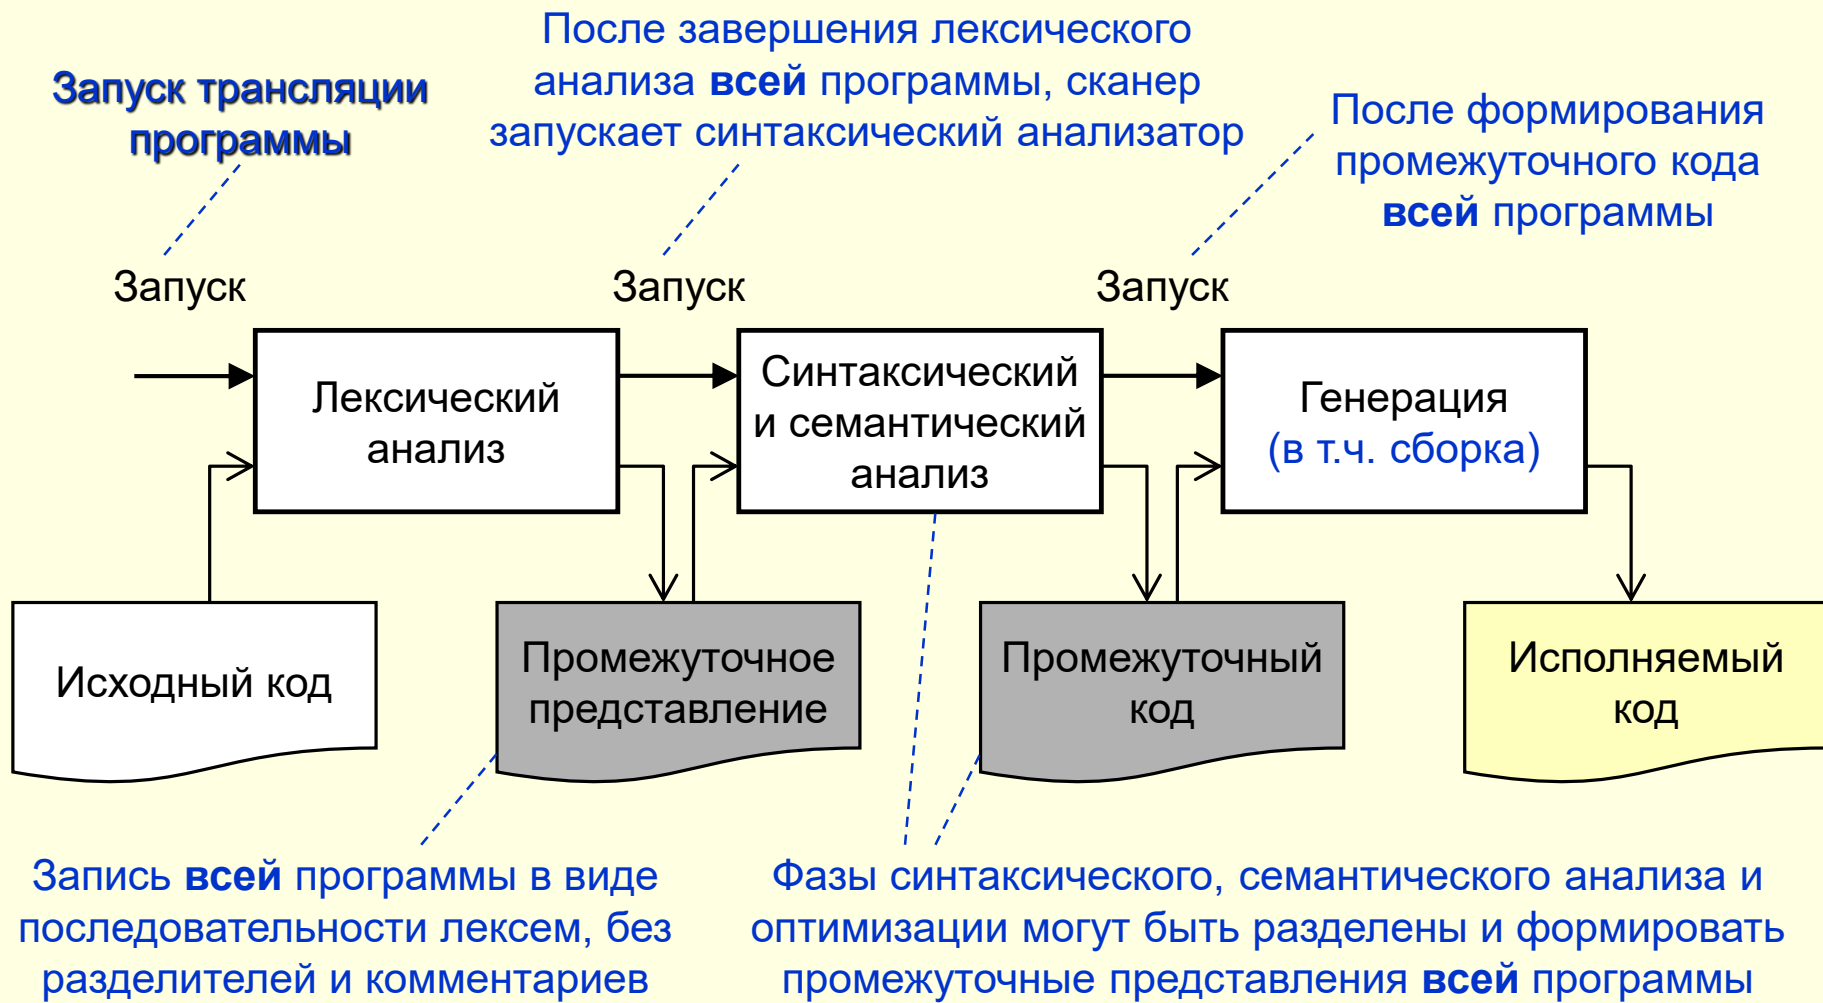 Запуск трансляции
программы
После завершения лексического
анализа всей программы, сканер
запускает синтаксический анализатор
После формирования
промежуточного кода
всей программы
Запуск
Запуск
Запуск
Лексический
анализ
Синтаксический
и семантический
анализ
Генерация
(в т.ч. сборка)
Исходный код
Промежуточное
представление
Промежуточный
код
Исполняемый
код
Запись всей программы в виде
последовательности лексем, без
разделителей и комментариев
Фазы синтаксического, семантического анализа и
оптимизации могут быть разделены и формировать
промежуточные представления всей программы